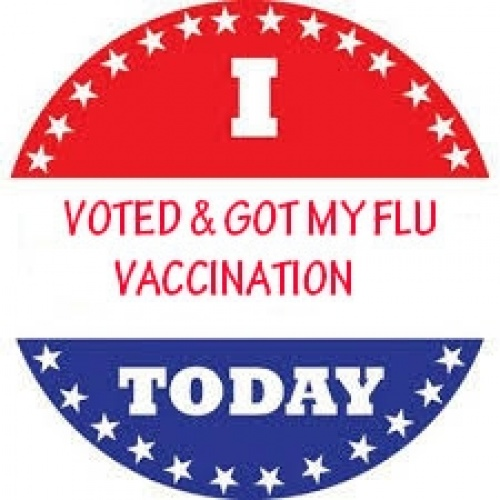 I
VOTED & GOT MY FLU
VACCINATION
TODAY